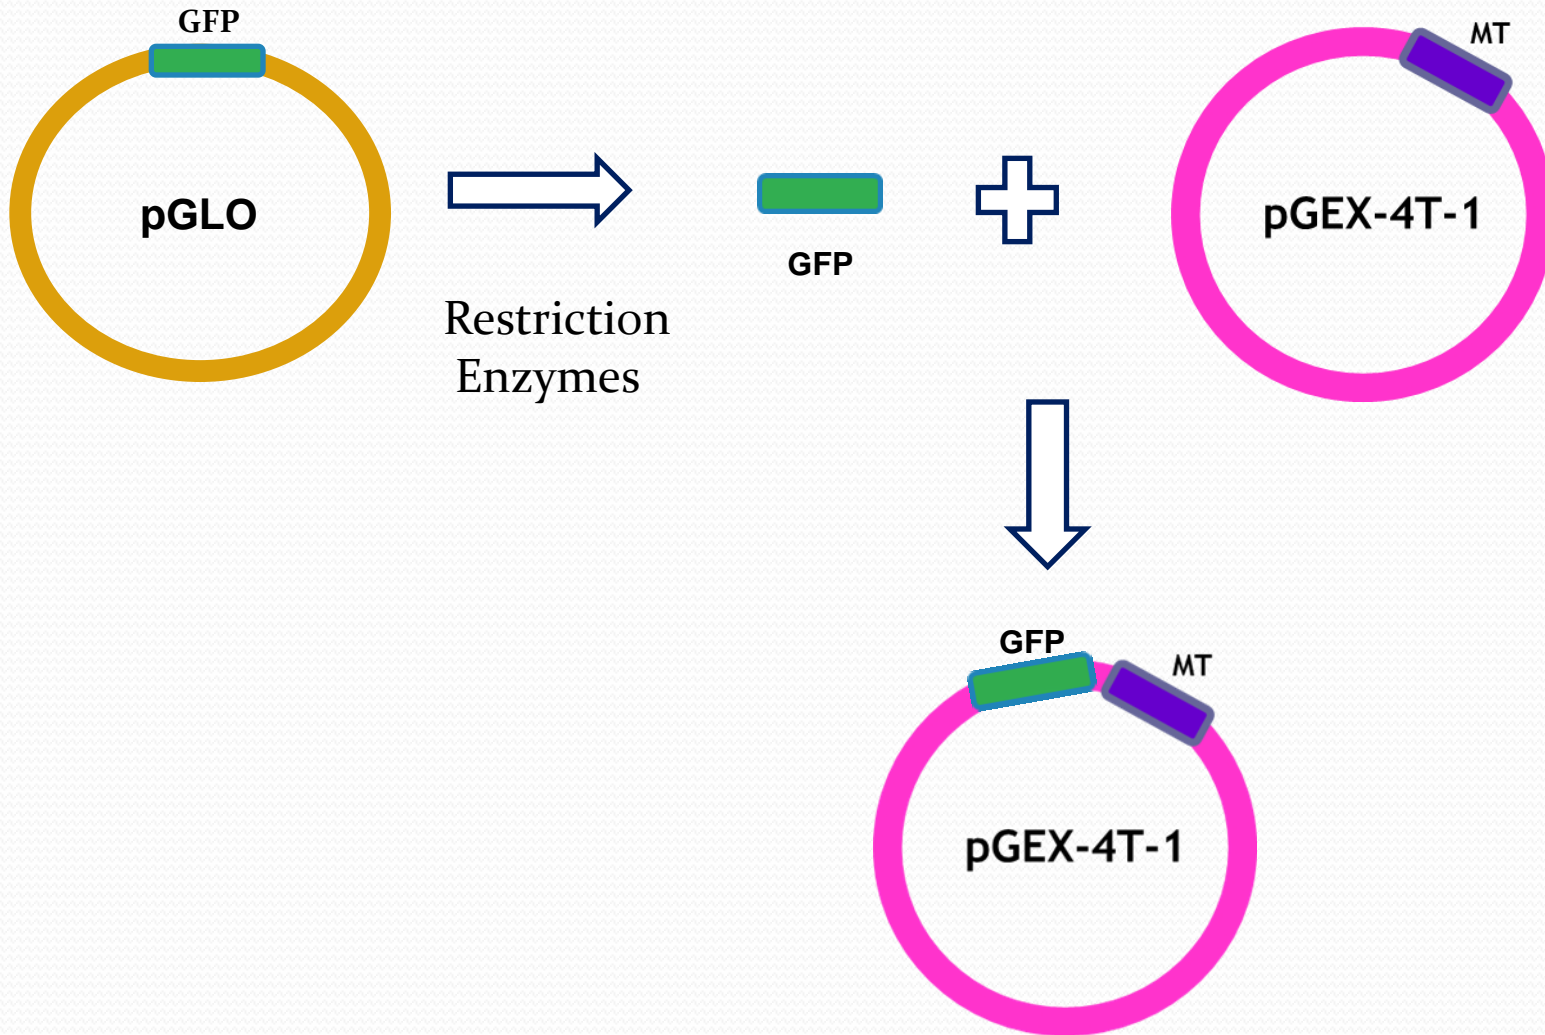 GFP
MT
pGLO
pGEX-4T-1
GFP
Restriction
Enzymes
GFP
MT
pGEX-4T-1